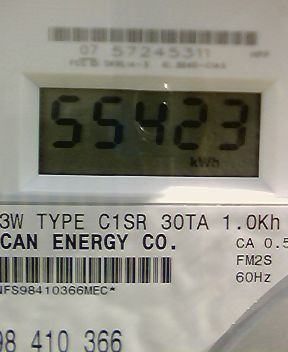 07 57245311
55423
kWh
3W TYPE C1SR 30TA 1.0Kh
CAN ENERGY CO.
CA 0.5
FM2S
60Hz
NFS98410366MEC*
98 410 366